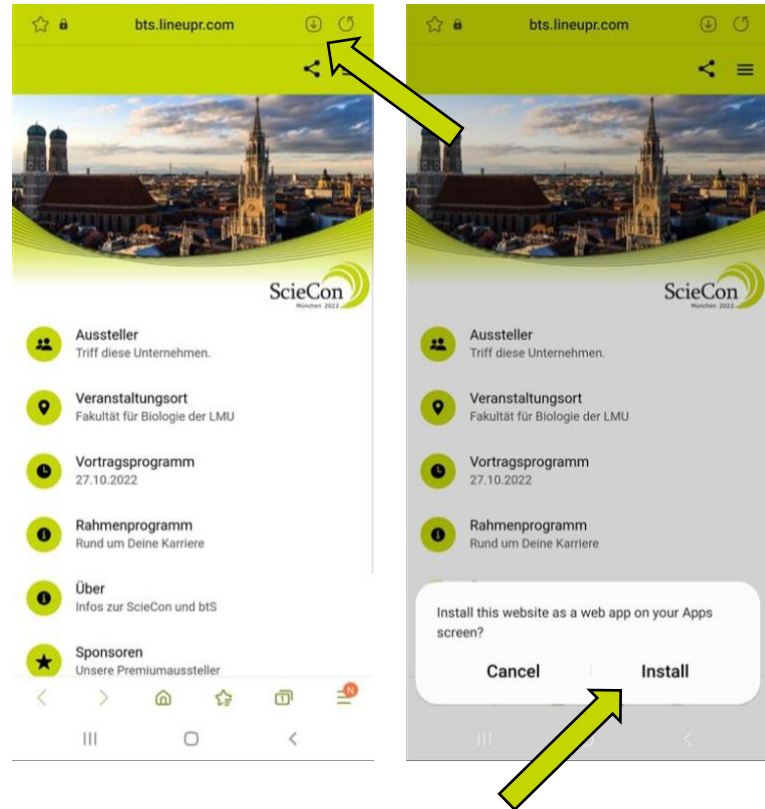 bts.lineupr.com
ScieCon
München 2022
Aussteller
Triff diese Unternehmen.
Veranstaltungsort
Fakultät für Biologie der LMU
Vortragsprogramm
27.10.2022
Rahmenprogramm
Rund um Deine Karriere
Über
Infos zur ScieCon und btS
Sponsoren
Unsere Premiumaussteller
1
N
bts.lineupr.com
ScieCon
München 2022
Aussteller
Triff diese Unternehmen.
Veranstaltungsort
Fakultät für Biologie der LMU
Vortragsprogramm
27.10.2022
Rahmenprogramm
Rund um Deine Karriere
Install this website as a web app on your Apps
screen?
Cancel Install